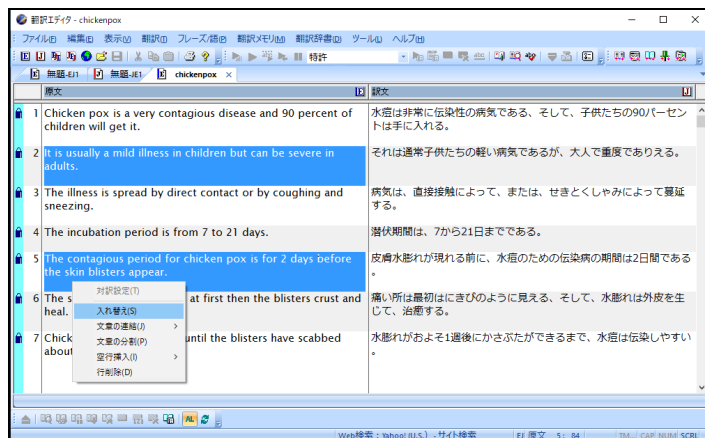 翻訳エディタ - chickenpox
ファイル(F) 編集(E) 表示(V) 翻訳(T) フレーズ/語(P) 翻訳メモリ(M) 翻訳辞書(D) ツール(L) ヘルプ(H)
特許
無題-EJ1 無題-JE1 chickenpox ×
原文 E 訳文 J
1 Chicken pox is a very contagious disease and 90 percent of
children will get it.
水痘は非常に伝染性の病気である、そして、子供たちの90パーセン
トは手に入れる。
2 It is usually a mild illness in children but can be severe in
adults.
それは通常子供たちの軽い病気であるが、大人で重度でありえる。
3 The illness is spread by direct contact or by coughing and
sneezing.
病気は、直接接触によって、または、せきとくしゃみによって蔓延
する。
4 The incubation period is from 7 to 21 days.
潜伏期間は、7から21日までである。
5 The contagious period for chicken pox is for 2 days before
the skin blisters appear.
皮膚水膨れが現れる前に、水痘のための伝染病の期間は2日間である
。
6 The s at first then the blisters crust and
heal.
痛い所は最初はにきびのように見える、そして、水膨れは外皮を生
じて、治癒する。
7 Chick until the blisters have scabbed
abou
水膨れがおよそ1週後にかさぶたができるまで、水痘は伝染しやすい
。
対訳設定(T)
入れ替え(S)
文章の連結(J)
文章の分割(P)
空行挿入(I)
行削除(D)
AL
Web検索 : Yahoo! (U.S.) - サイト検索 EJ 原文 5: 84 TM CAP NUM SCRL